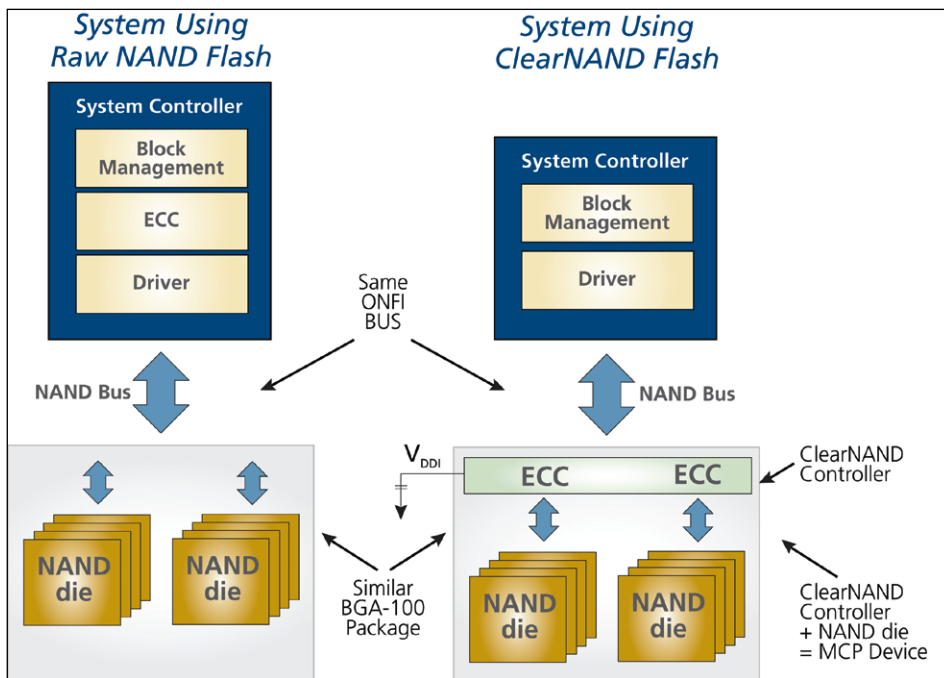 System Using
Raw NAND Flash
System Controller
Block
Management
ECC
Driver
NAND Bus
NAND
die
NAND
die
System Using
ClearNAND Flash
System Controller
Block
Management
Driver
NAND Bus
Same
ONFI
BUS
VDDI
ECC
ECC
NAND
die
NAND
die
Similar
BGA-100
Package
ClearNAND
Controller
ClearNAND
Controller
+ NAND die
= MCP Device